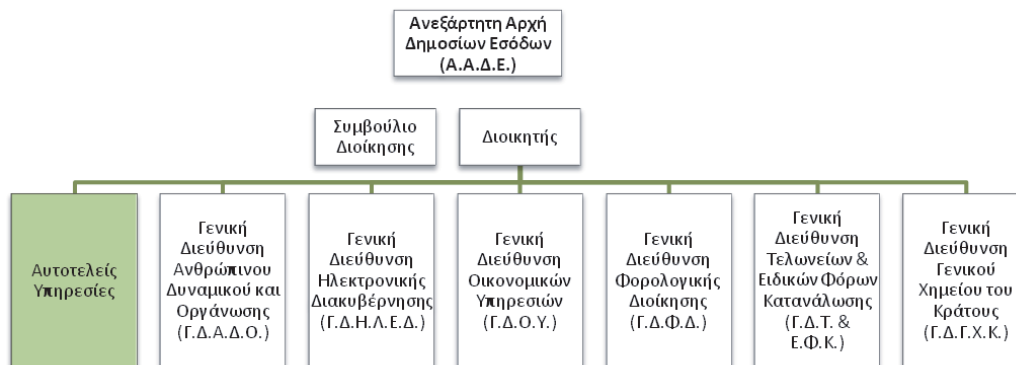 Ανεξάρτητη Αρχή
Δημοσίων Εσόδων
(Α.Α.Δ.Ε.)
Συμβούλιο
Διοίκησης
Διοικητής
Αυτοτελείς
Υπηρεσίες
Γενική
Διεύθυνση
Ανθρώπινου
Δυναμικού και
Οργάνωσης
(Γ.Δ.Α.Δ.Ο.)
Γενική
Διεύθυνση
Ηλεκτρονικής
Διακυβέρνησης
(Γ.Δ.Η.Λ.Ε.Δ.)
Γενική
Διεύθυνση
Οικονομικών
Υπηρεσιών
(Γ.Δ.Ο.Υ.)
Γενική
Διεύθυνση
Φορολογικής
Διοίκησης
(Γ.Δ.Φ.Δ.)
Γενική
Διεύθυνση
Τελωνείων &
Ειδικών Φόρων
Κατανάλωσης
(Γ.Δ.Τ. &
Ε.Φ.Κ.)
Γενική
Διεύθυνση
Γενικού
Χημείου του
Κράτους
(Γ.Δ.Γ.Χ.Κ.)